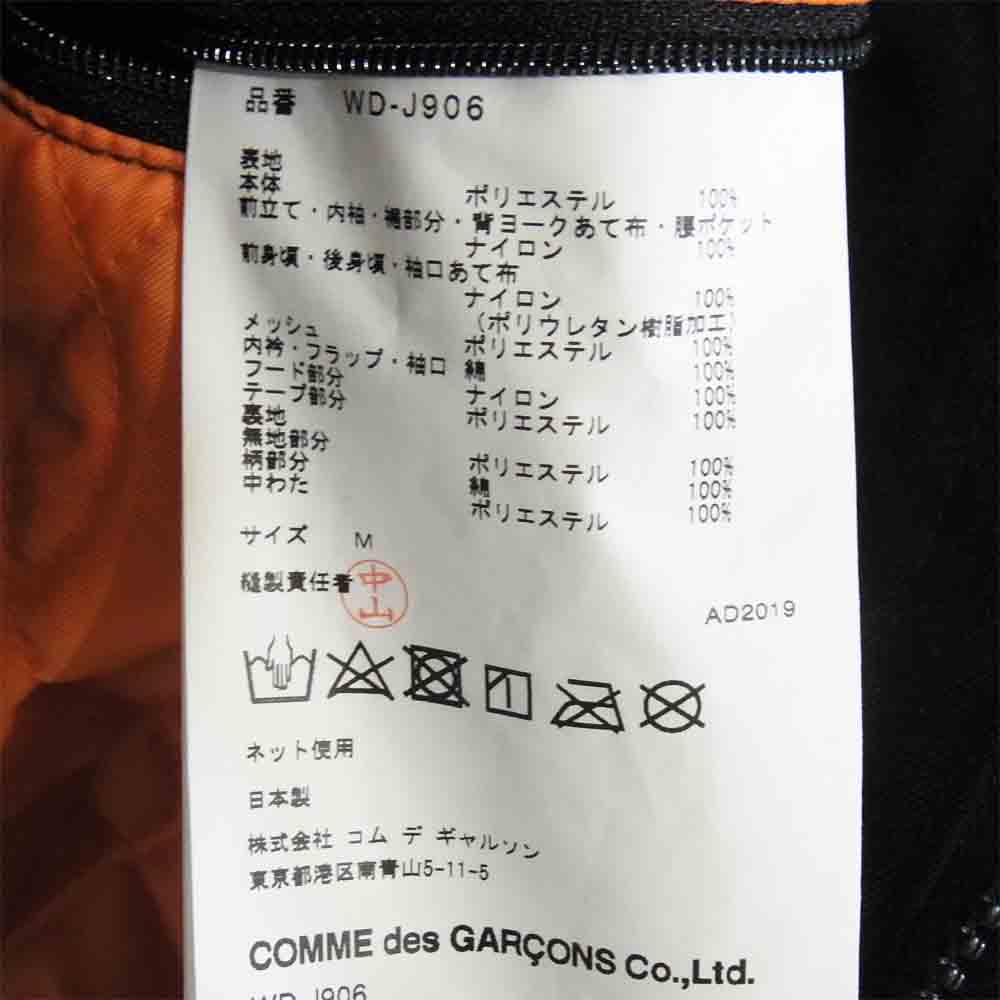 品番 WD-J906
表地
本体 ポリエステル 100%
前立て・内袖・裾部分・背ヨークあて布・腰ポケット
ナイロン 100%
前身頃・後身頃・袖口あて布
ナイロン 100%
(ポリウレタン樹脂加工)
メッシュ ポリエステル 100%
内衿・フラップ・袖口 綿 100%
フード部分 ナイロン 100%
テープ部分 ポリエステル 100%
裏地
無地部分 ポリエステル 100%
柄部分 綿 100%
中わた ポリエステル 100%
サイズ M
縫製責任者 中山
AD2019
ネット使用
日本製
株式会社 コム デ ギャルソン
東京都港区南青山5-11-5
COMME des GARÇONS Co.,Ltd.
WD-J906